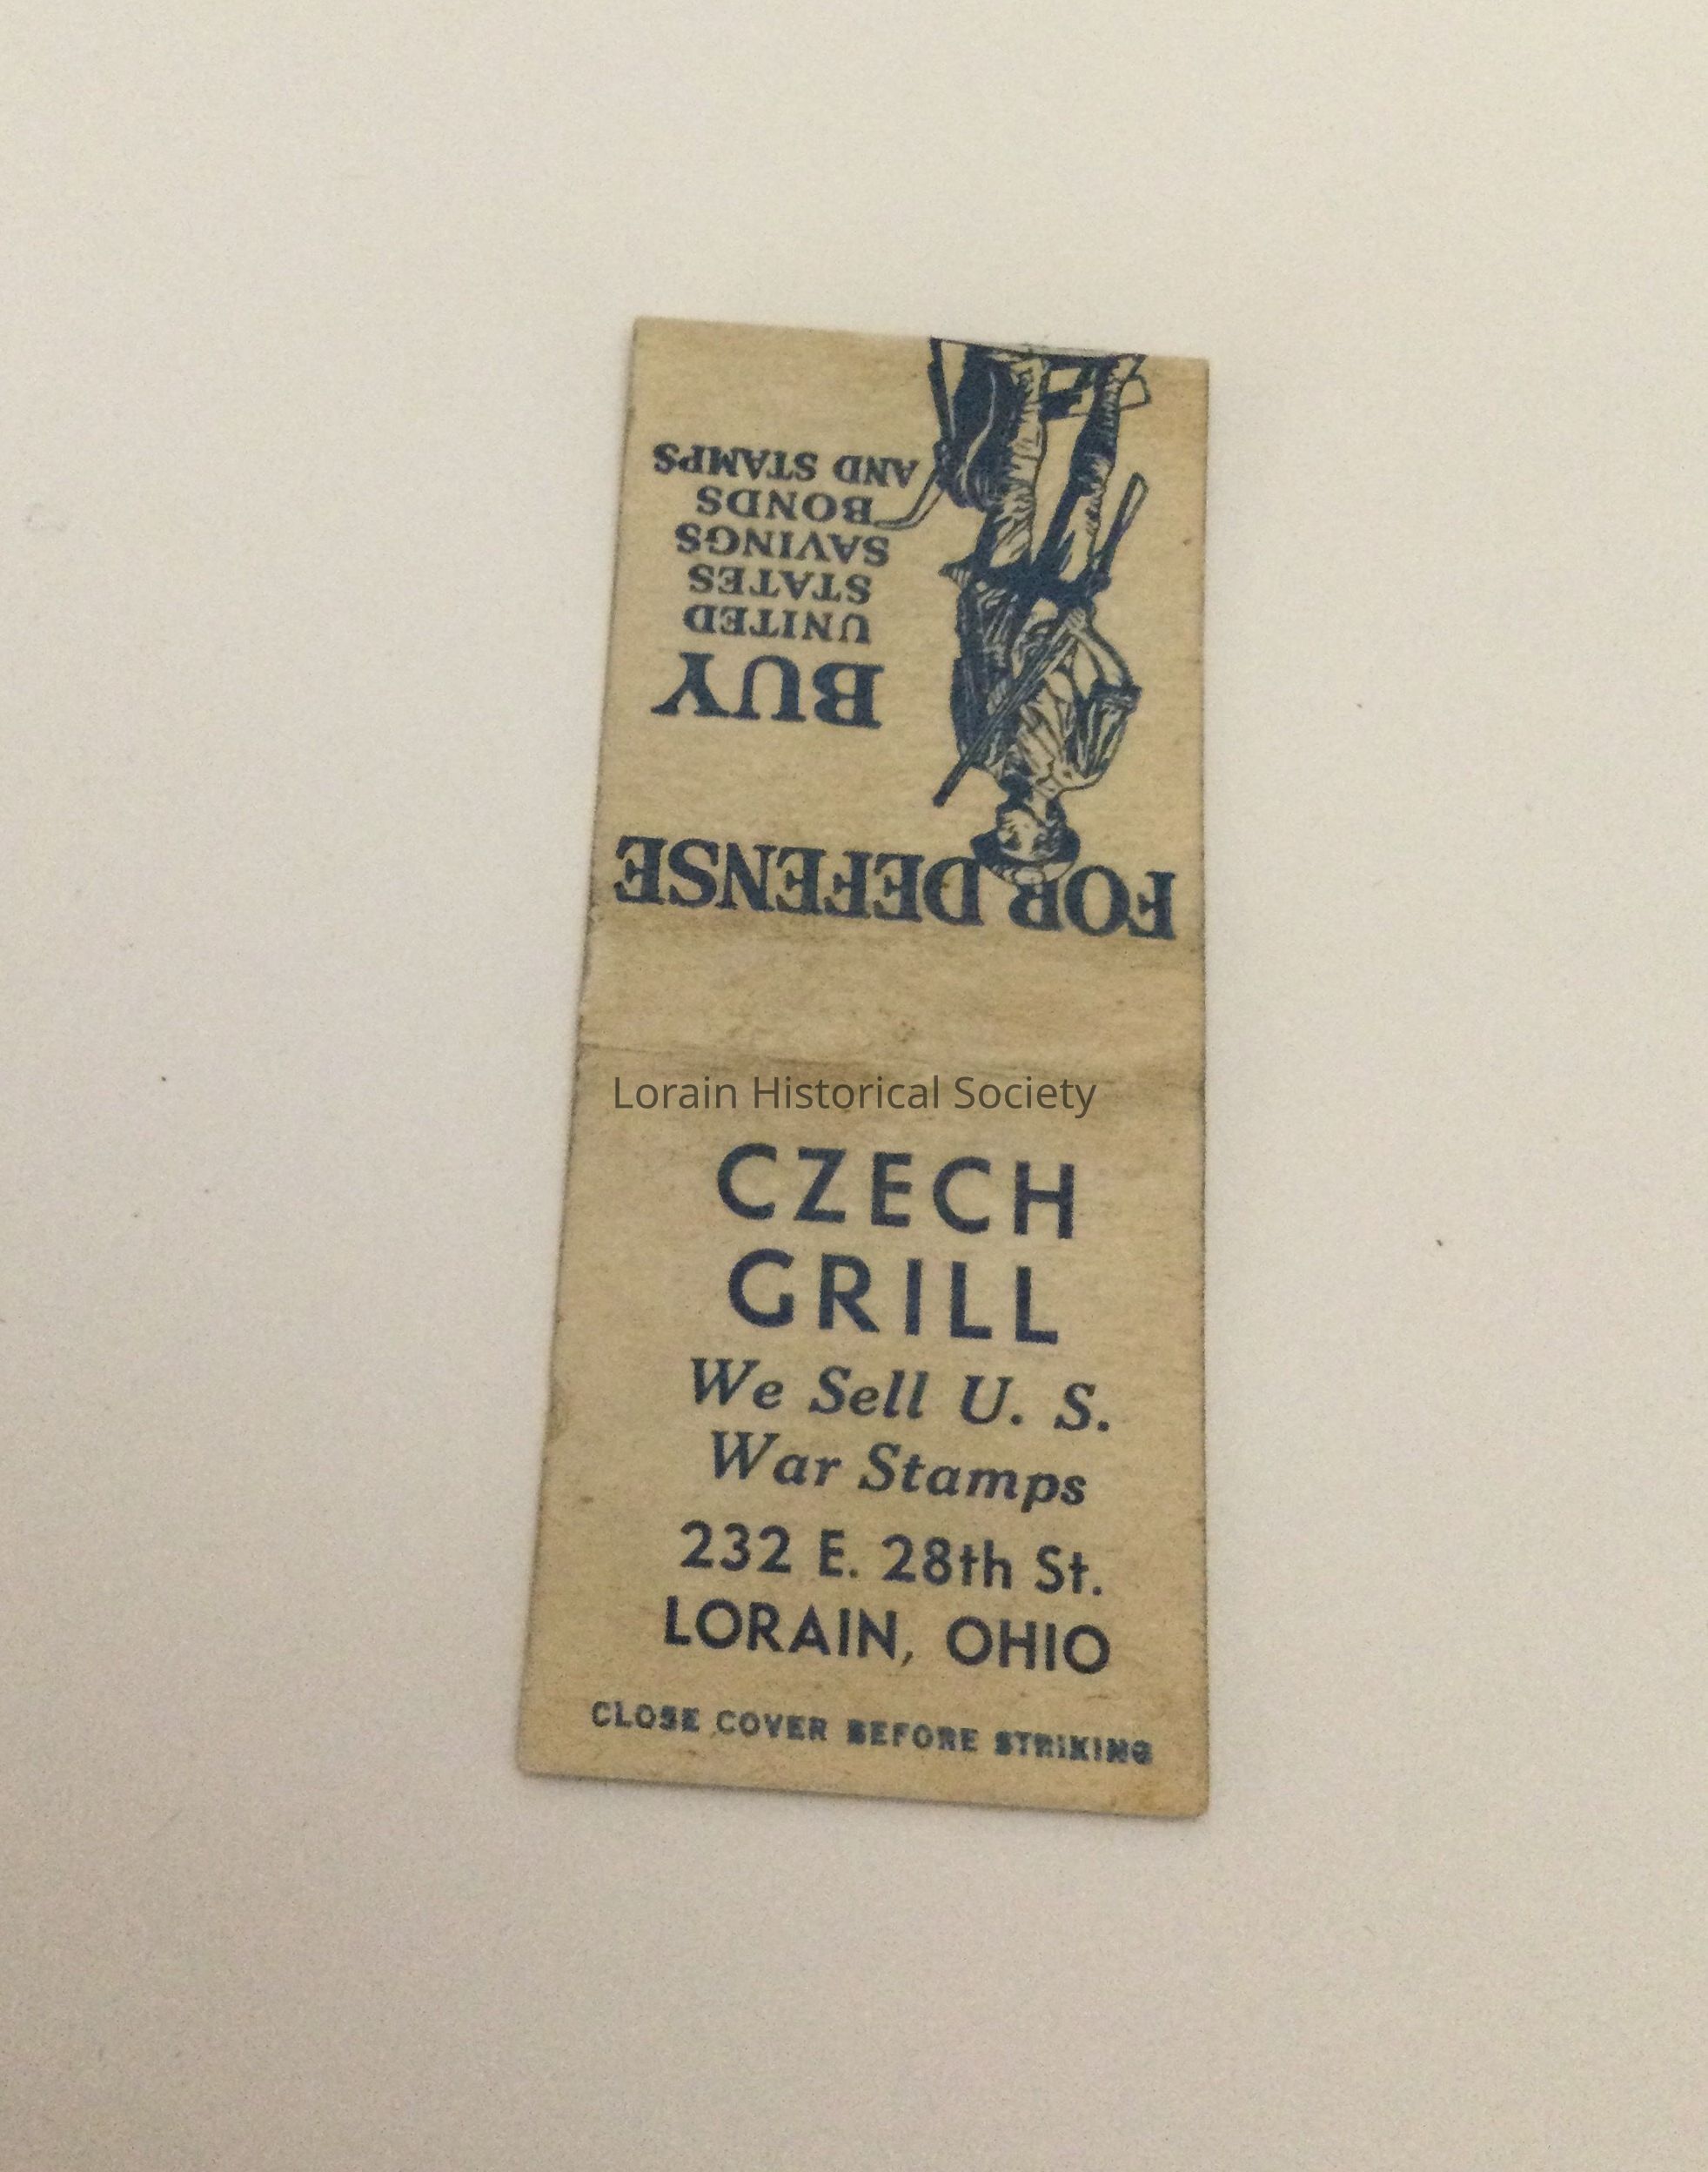 FOR DEFENSE
BUY
UNITED
STATES
SAVINGS
BONDS
AND STAMPS
Lorain Historical Society
CZECH
GRILL
We Sell U. S.
War Stamps
232 E. 28th St.
LORAIN, OHIO
CLOSE COVER BEFORE STRIKING